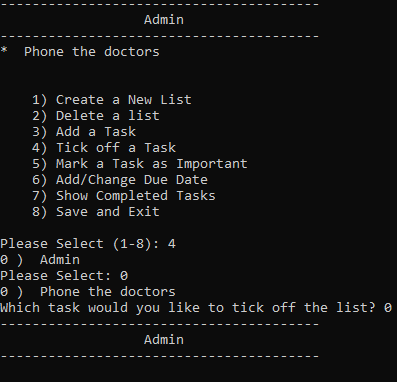 ----------------------------------------
Admin
----------------------------------------
*  Phone the doctors
1) Create a New List
2) Delete a list
3) Add a Task
4) Tick off a Task
5) Mark a Task as Important
6) Add/Change Due Date
7) Show Completed Tasks
8) Save and Exit
Please Select (1-8): 4
0 )  Admin
Please Select: 0
0 )  Phone the doctors
Which task would you like to tick off the list? 0
----------------------------------------
Admin
----------------------------------------